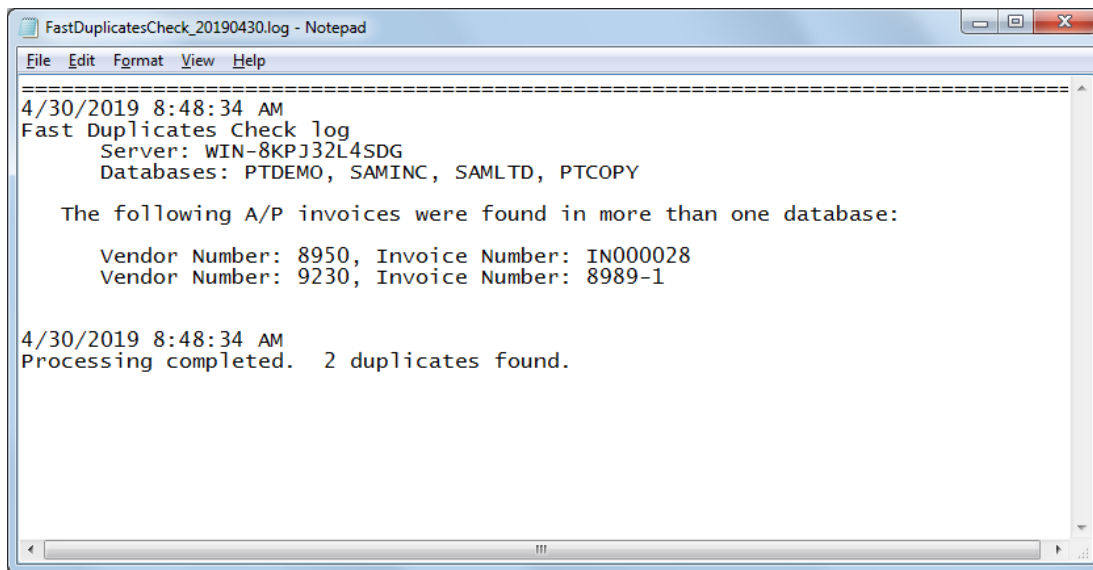 FastDuplicatesCheck_20190430.log - Notepad
File Edit Format View Help
================================================================================
4/30/2019 8:48:34 AM
Fast Duplicates Check log
Server: WIN-8KPJ32L4SDG
Databases: PTDEMO, SAMINC, SAMLTD, PTCOPY
The following A/P invoices were found in more than one database:
Vendor Number: 8950, Invoice Number: IN000028
Vendor Number: 9230, Invoice Number: 8989-1
4/30/2019 8:48:34 AM
Processing completed.  2 duplicates found.